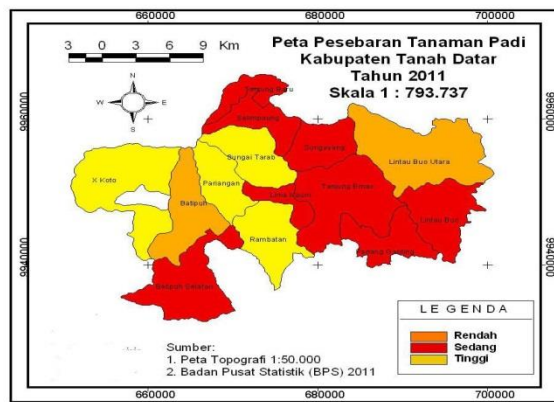 660000 680000 700000
3 0 3 6 9 Km
Peta Pesebaran Tanaman Padi
Kabupaten Tanah Datar
Tahun 2011
Skala 1 : 793.737
N
W E
S
9960000 9960000
Tanjung Baru
Salimpaung
Sungayang
Lintau Buo Utara
Sungai Tarab
X Koto
Pariangan
Batipuh
Lima Kaum
Tanjung Emas
Lintau Buo
Rambatan
Padang Ganting
9940000 9940000
Batipuh Selatan
L E G E N D A
Rendah
Sedang
Tinggi
Sumber:
1. Peta Topografi 1:50.000
2. Badan Pusat Statistik (BPS) 2011
660000 680000 700000